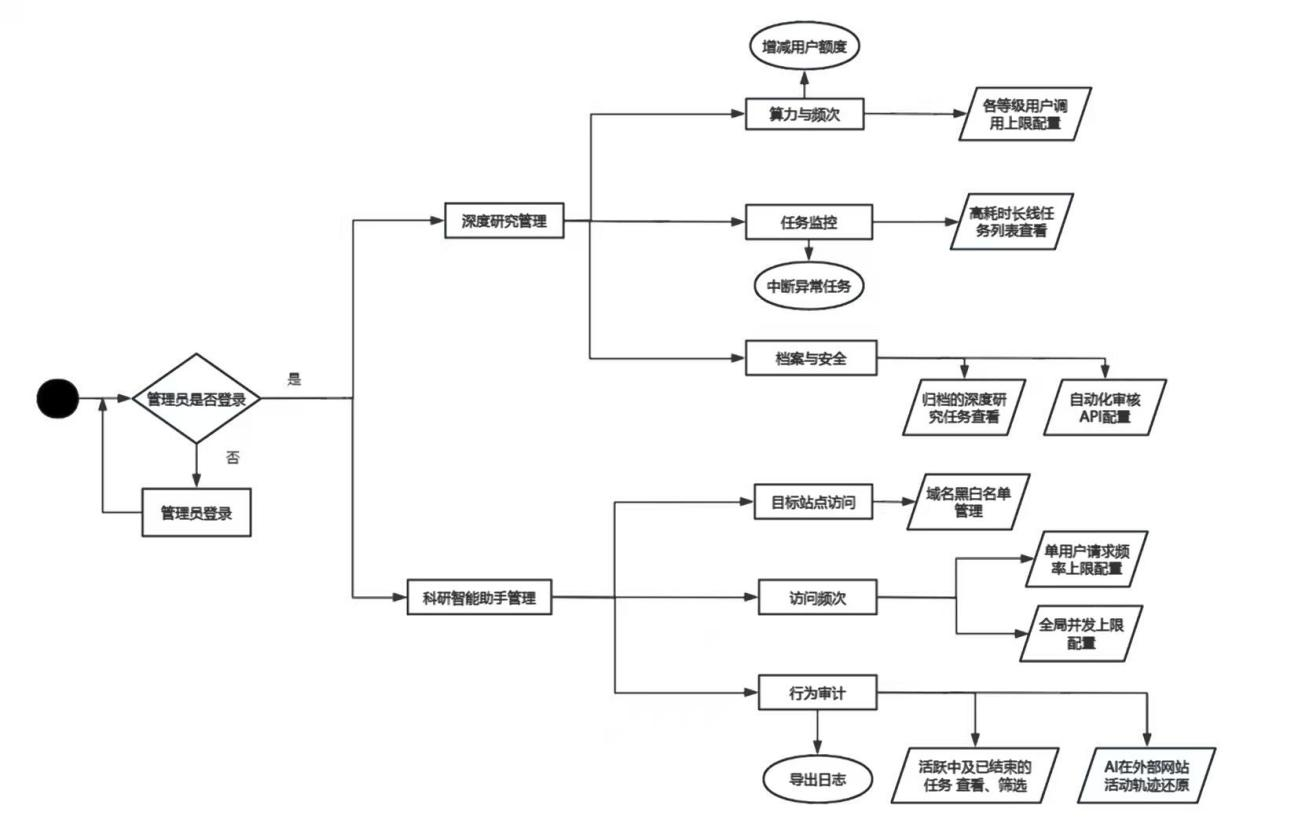 增减用户额度
算力与频次
各等级用户调
用上限配置
深度研究管理
任务监控
高耗时长线任
务列表查看
中断异常任务
档案与安全
归档的深度研
究任务查看
自动化审核
API配置
是
管理员是否登录
否
管理员登录
目标站点访问
域名黑白名单
管理
科研智能助手管理
访问频次
单用户请求频
率上限配置
全局并发上限
配置
行为审计
导出日志
活跃中及已结束的
任务 查看、筛选
AI在外部网站
活动轨迹还原